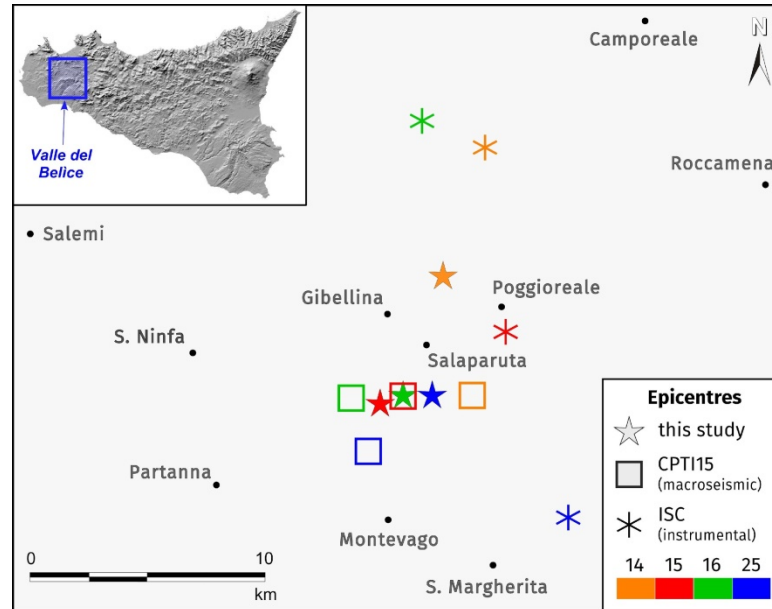 Camporeale
N
Valle del
Belice
Roccamena
Salemi
Gibellina
Poggioreale
S. Ninfa
Salaparuta
Partanna
Montevago
S. Margherita
0 10
km
Epicentres
this study
CPTI15
(macroseismic)
ISC
(instrumental)
14 15 16 25